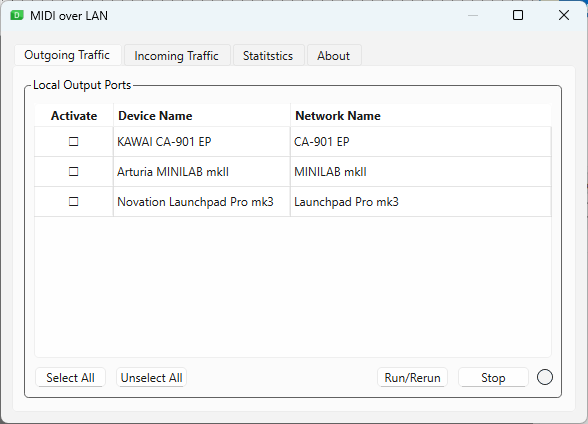 MIDI over LAN
Outgoing Traffic Incoming Traffic Statitstics About
Local Output Ports
Activate Device Name Network Name
KAWAI CA-901 EP CA-901 EP
Arturia MINILAB mkII MINILAB mkII
Novation Launchpad Pro mk3 Launchpad Pro mk3
Select All Unselect All Run/Rerun Stop